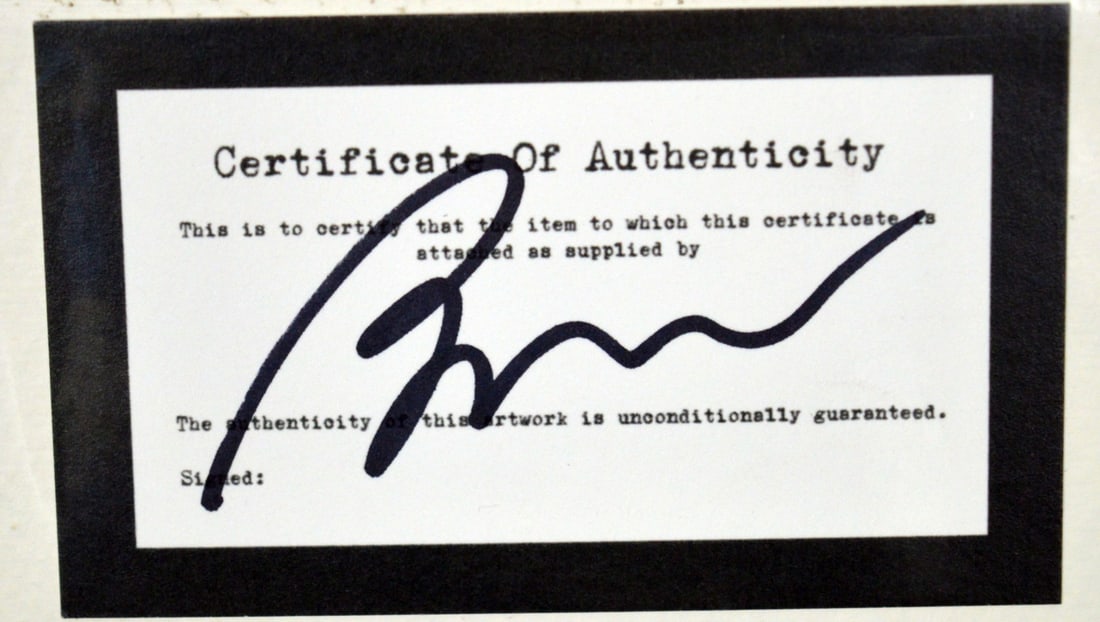 Certificate Of Authenticity
This is to certify that the item to which this certificate is
attached as supplied by
The authenticity of this artwork is unconditionally guaranteed.
Signed: